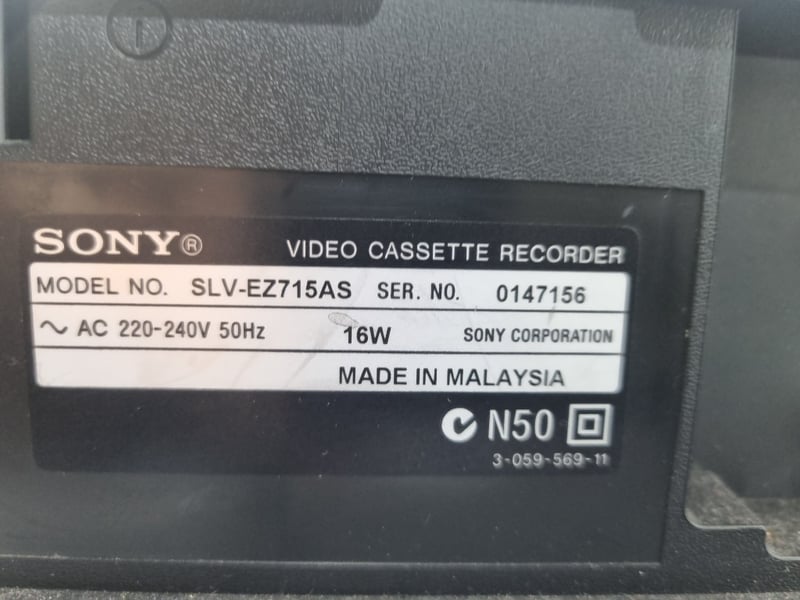 SONY® VIDEO CASSETTE RECORDER
MODEL NO. SLV-EZ715AS SER. NO. 0147156
~ AC 220-240V 50Hz 16W SONY CORPORATION
MADE IN MALAYSIA
N50
3-059-569-11